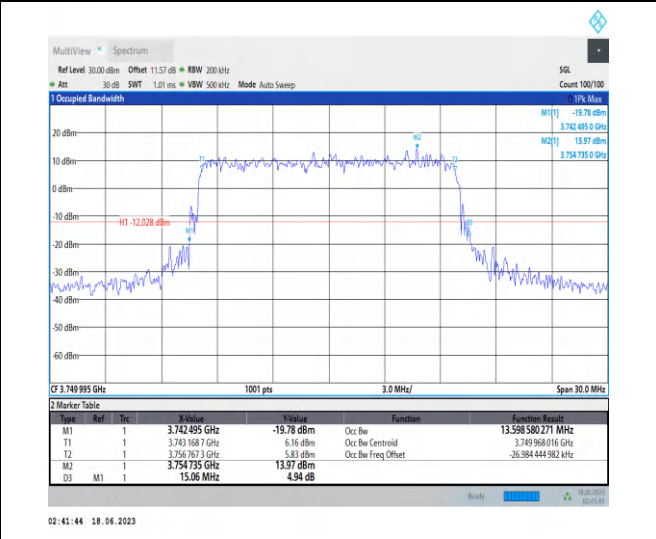 MultiView Spectrum
Ref Level 30.00 dBm Offset 11.57 dB RBW 200 kHz SGL
Att 30 dB SWT 1.01 ms VBW 500 kHz Mode Auto Sweep Count 100/100
1 Occupied Bandwidth 1Pk Max
M1[1] -19.78 dBm
3.742 495 0 GHz
M2[1] 13.97 dBm
3.754 735 0 GHz
20 dBm
M2
10 dBm
T1 T2
0 dBm
-10 dBm
H1 -12.028 dBm
M1 D3
-20 dBm
-30 dBm
-40 dBm
-50 dBm
-60 dBm
CF 3.749 995 GHz 1001 pts 3.0 MHz/ Span 30.0 MHz
2 Marker Table
Type Ref Trc X-Value Y-Value Function Function Result
M1 1 3.742 495 GHz -19.78 dBm Occ Bw 13.598 580 271 MHz
T1 1 3.743 168 7 GHz 6.16 dBm Occ Bw Centroid 3.749 968 016 GHz
T2 1 3.756 767 3 GHz 5.83 dBm Occ Bw Freq Offset -26.984 444 982 kHz
M2 1 3.754 735 GHz 13.97 dBm
D3 M1 1 15.06 MHz 4.94 dB
Ready 18.06.2023
02:41:44 18.06.2023